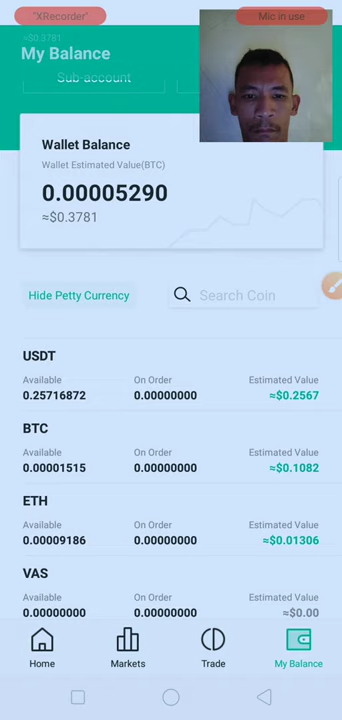 "XRecorder"
Mic in use
≈$0.3781
My Balance
Sub-account
Wallet Balance
Wallet Estimated Value(BTC)
0.00005290
≈$0.3781
Hide Petty Currency
Search Coin
USDT
Available On Order Estimated Value
0.25716872 0.00000000 ≈$0.2567
BTC
Available On Order Estimated Value
0.00001515 0.00000000 ≈$0.1082
ETH
Available On Order Estimated Value
0.00009186 0.00000000 ≈$0.01306
VAS
Available On Order Estimated Value
0.00000000 0.00000000 ≈$0.00
Home Markets Trade My Balance